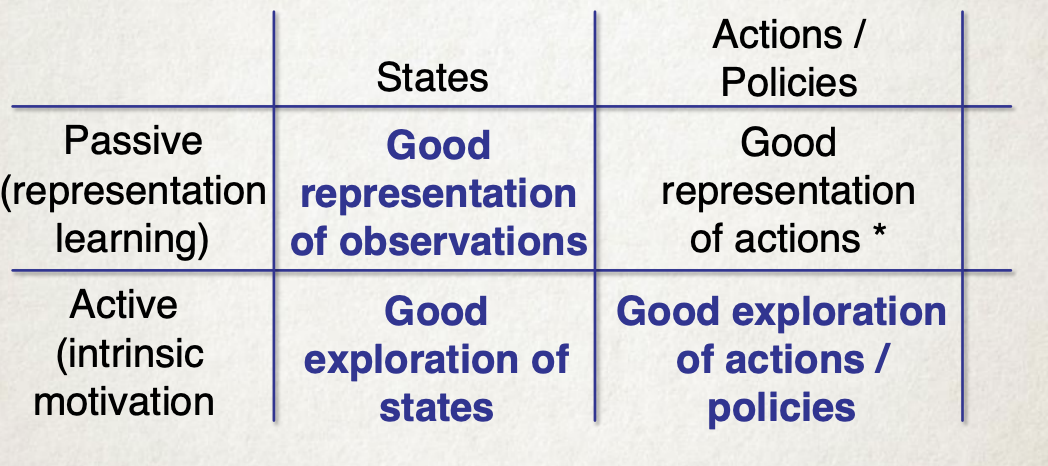 States
Actions /
Policies
Passive
(representation
learning)
Good
representation
of observations
Good
representation
of actions *
Active
(intrinsic
motivation
Good
exploration of
states
Good exploration
of actions /
policies